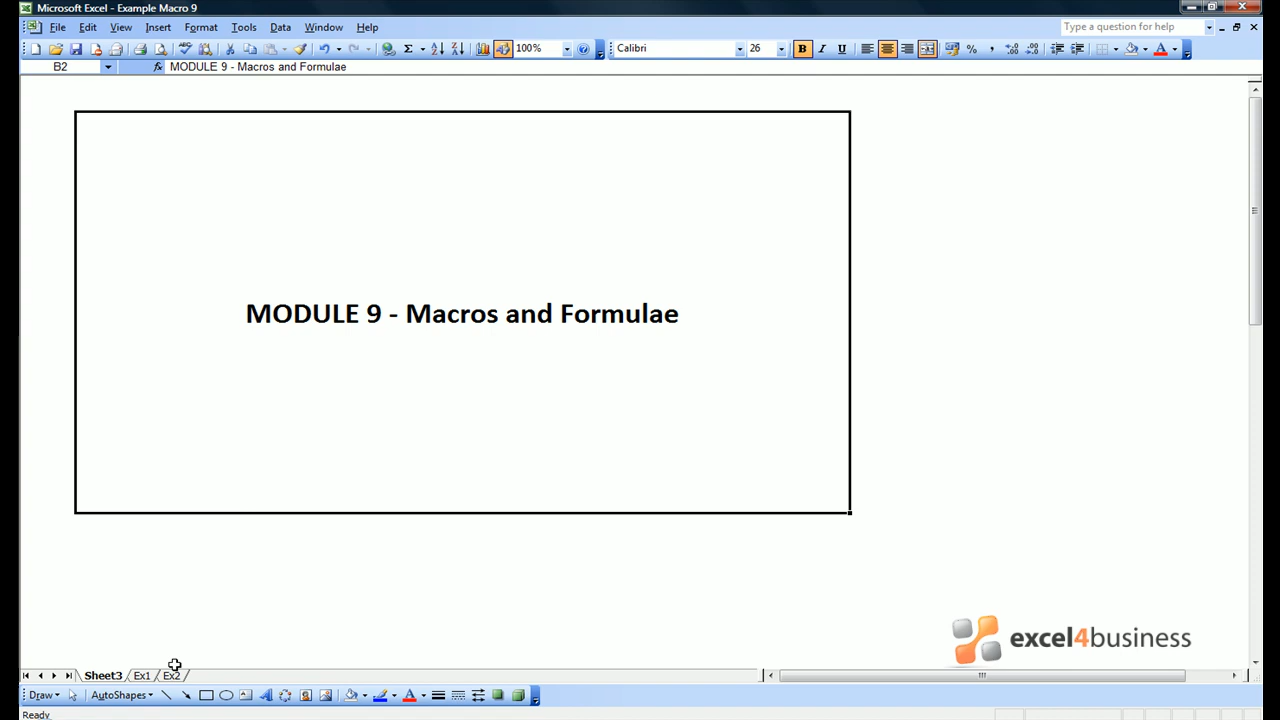 Microsoft Excel - Example Macro 9
File Edit View Insert Format Tools Data Window Help
Type a question for help
100%
Calibri
26
B I U
% ,
B2
fx MODULE 9 - Macros and Formulae
MODULE 9 - Macros and Formulae
excel4business
Sheet3 Ex1 Ex2
Draw AutoShapes
Ready